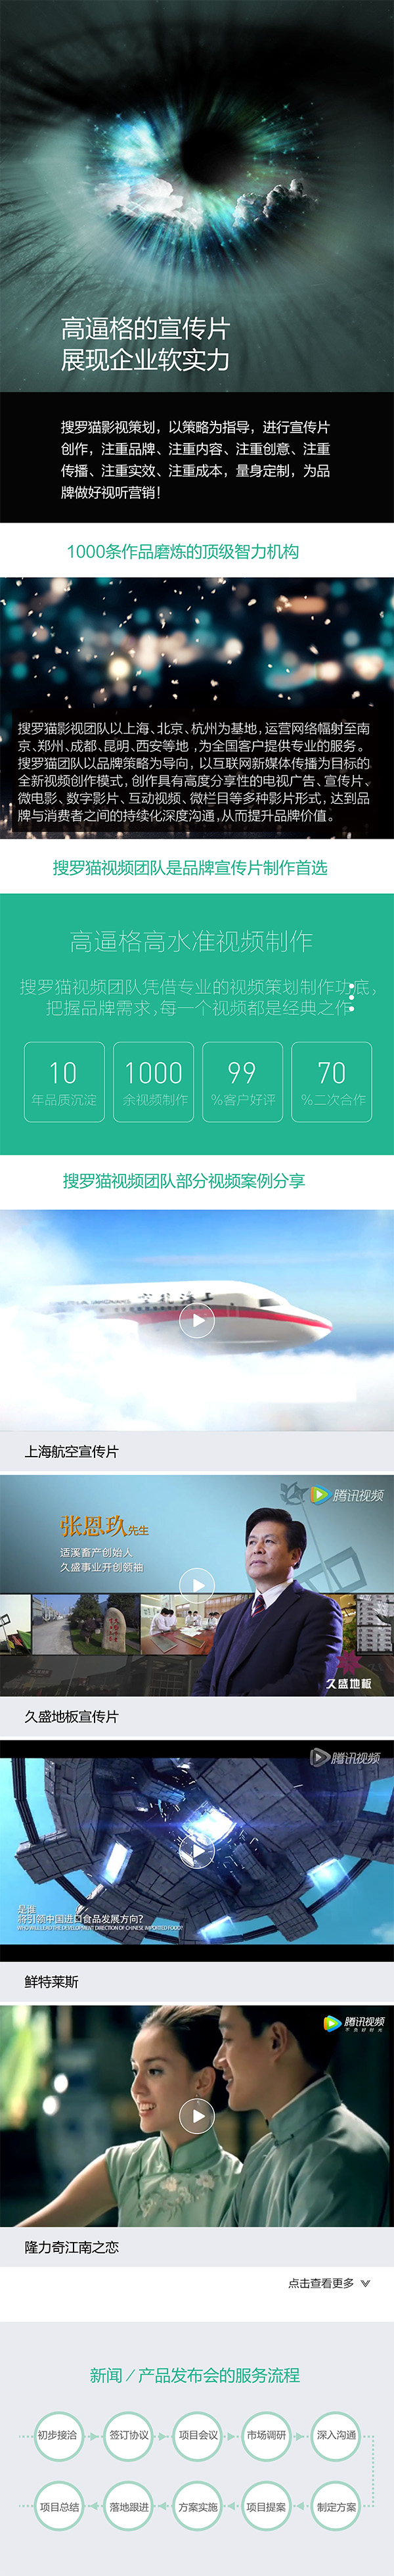 高逼格的宣传片
展现企业软实力
搜罗猫影视策划，以策略为指导，进行宣传片
创作，注重品牌、注重内容、注重创意、注重
传播、注重实效、注重成本，量身定制，为品
牌做好视听营销！
1000条作品磨炼的顶级智力机构
搜罗猫影视团队以上海、北京、杭州为基地，运营网络幅射至南
京、郑州、成都、昆明、西安等地 ，为全国客户提供专业的服务。
搜罗猫团队以品牌策略为导向，以互联网新媒体传播为目标的
全新视频创作模式，创作具有高度分享性的电视广告、宣传片、
微电影、数字影片、互动视频、微栏目等多种影片形式，达到品
牌与消费者之间的持续化深度沟通，从而提升品牌价值。
搜罗猫视频团队是品牌宣传片制作首选
高逼格高水准视频制作
搜罗猫视频团队凭借专业的视频策划制作功底，
把握品牌需求，每一个视频都是经典之作
10
年品质沉淀
1000
余视频制作
99
%客户好评
70
%二次合作
搜罗猫视频团队部分视频案例分享
空航海上
上海航空宣传片
腾讯视频
张恩玖先生
适溪畜产创始人
久盛事业开创领袖
久盛地板
久盛地板宣传片
腾讯视频
是谁
将引领中国进口食品发展方向?
WHO WILL LEAD THE DEVELOPMENT DIRECTION OF CHINESE IMPORTED FOOD?
鲜特莱斯
腾讯视频
不负好时光
隆力奇江南之恋
点击查看更多
新闻／产品发布会的服务流程
初步接洽 签订协议 项目会议 市场调研 深入沟通
项目总结 落地跟进 方案实施 项目提案 制定方案